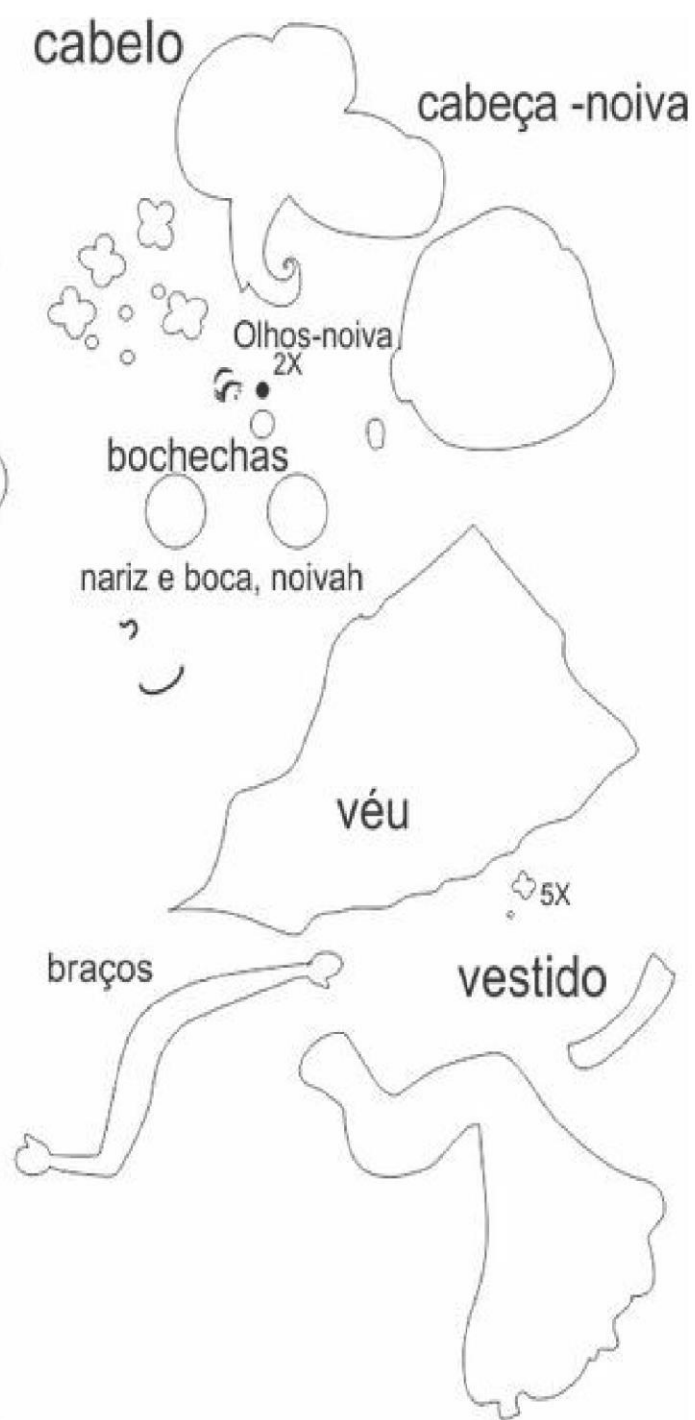 cabelo
cabeça -noiva
Olhos-noiva
2X
bochechas
nariz e boca, noivah
véu
5X
braços
vestido